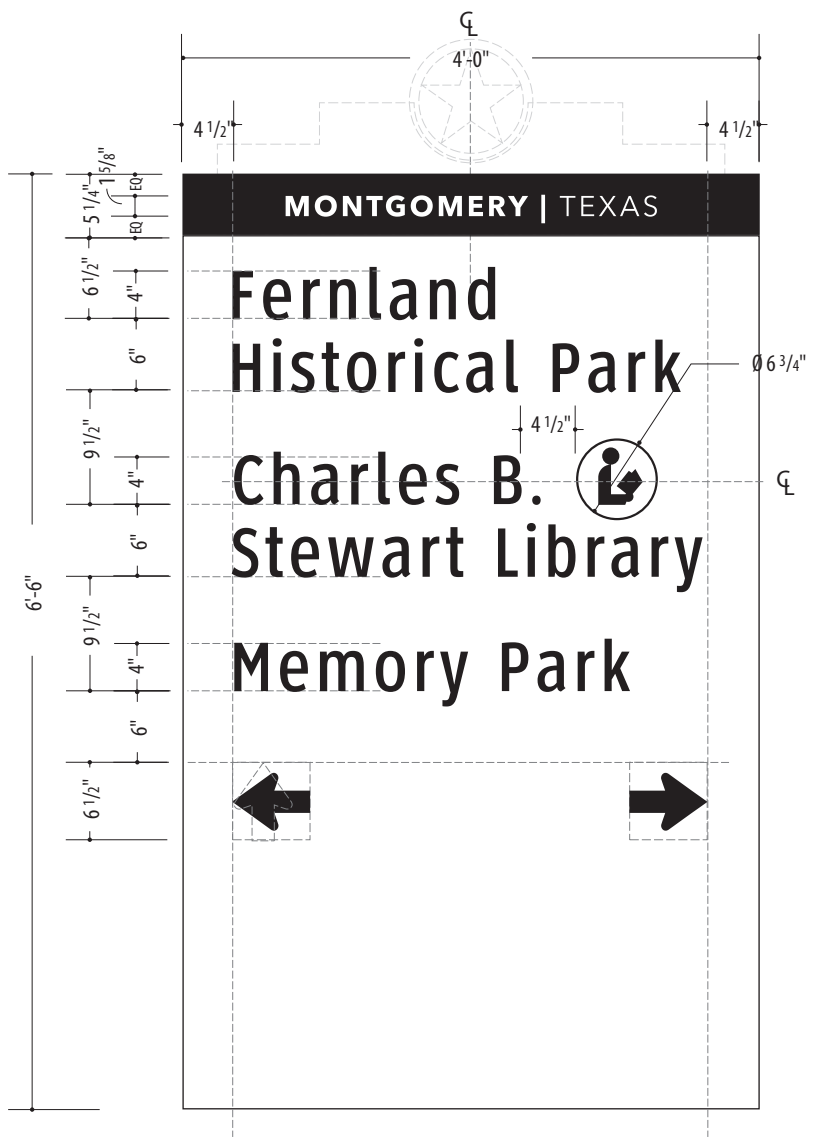 ℄
4'-0"
4 1/2"
4 1/2"
1 5/8"
EQ
5 1/4"
EQ
MONTGOMERY | TEXAS
6 1/2"
4"
Fernland
6"
Historical Park
Ø 6 3/4"
9 1/2"
4 1/2"
4"
Charles B.
℄
6"
Stewart Library
6'-6"
9 1/2"
4"
Memory Park
6"
6 1/2"